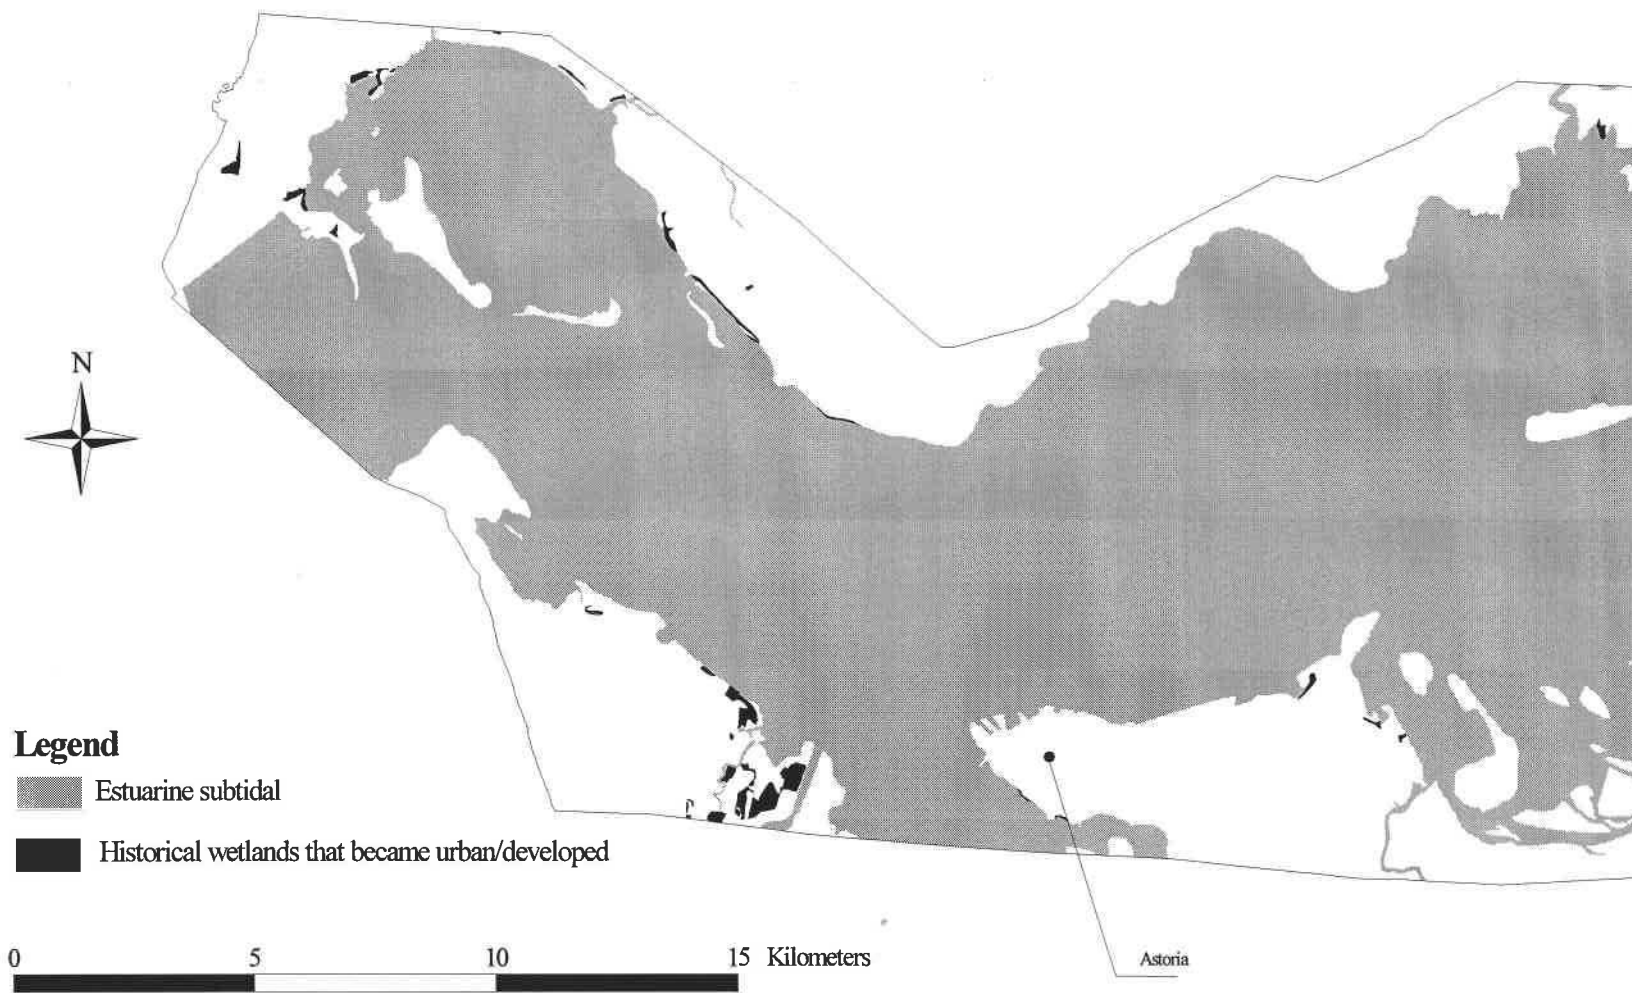 N
Legend
Estuarine subtidal
Historical wetlands that became urban/developed
0 5 10 15 Kilometers
Astoria